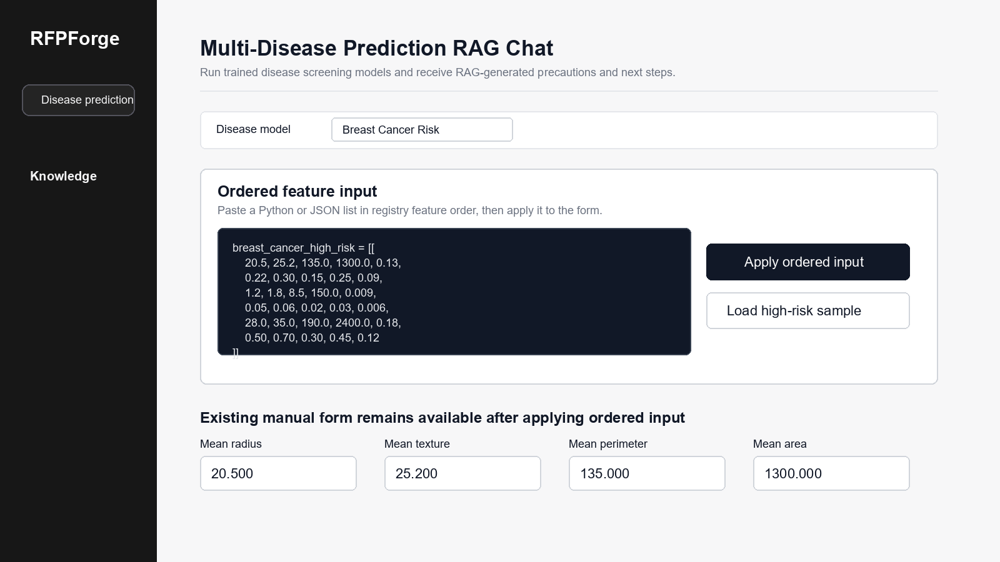 RFPForge
Disease prediction
Knowledge
Multi-Disease Prediction RAG Chat
Run trained disease screening models and receive RAG-generated precautions and next steps.
Disease model
Breast Cancer Risk
Ordered feature input
Paste a Python or JSON list in registry feature order, then apply it to the form.
breast_cancer_high_risk = [[
20.5, 25.2, 135.0, 1300.0, 0.13,
0.22, 0.30, 0.15, 0.25, 0.09,
1.2, 1.8, 8.5, 150.0, 0.009,
0.05, 0.06, 0.02, 0.03, 0.006,
28.0, 35.0, 190.0, 2400.0, 0.18,
0.50, 0.70, 0.30, 0.45, 0.12
]]
Apply ordered input
Load high-risk sample
Existing manual form remains available after applying ordered input
Mean radius
20.500
Mean texture
25.200
Mean perimeter
135.000
Mean area
1300.000